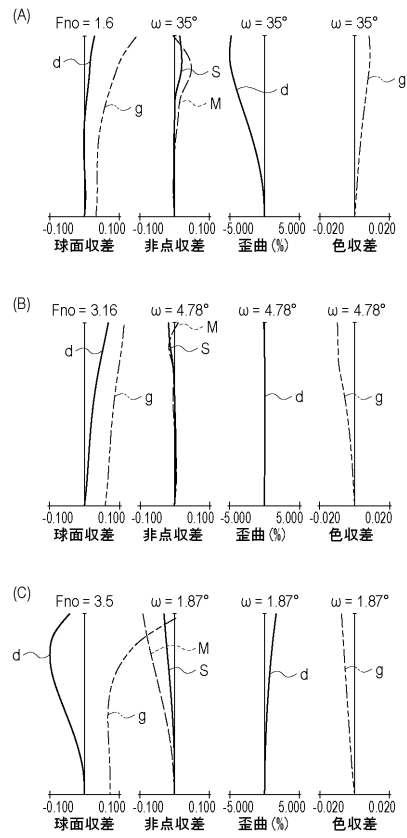 (A)
Fno = 1.6 ω = 35° ω = 35° ω = 35°
d g S M d g
-0.100 0.100 -0.100 0.100 -5.000 5.000 -0.020 0.020
球面収差 非点収差 歪曲(%) 色収差
(B)
Fno = 3.16 ω = 4.78° ω = 4.78° ω = 4.78°
d g M S d g
-0.100 0.100 -0.100 0.100 -5.000 5.000 -0.020 0.020
球面収差 非点収差 歪曲(%) 色収差
(C)
Fno = 3.5 ω = 1.87° ω = 1.87° ω = 1.87°
d g M S d g
-0.100 0.100 -0.100 0.100 -5.000 5.000 -0.020 0.020
球面収差 非点収差 歪曲(%) 色収差